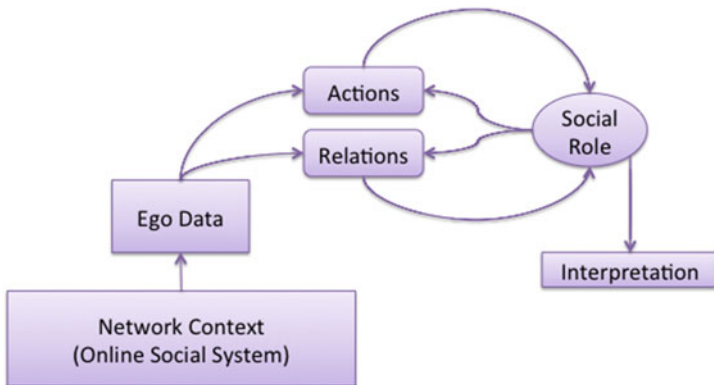 Actions
Relations
Social
Role
Ego Data
Interpretation
Network Context
(Online Social System)